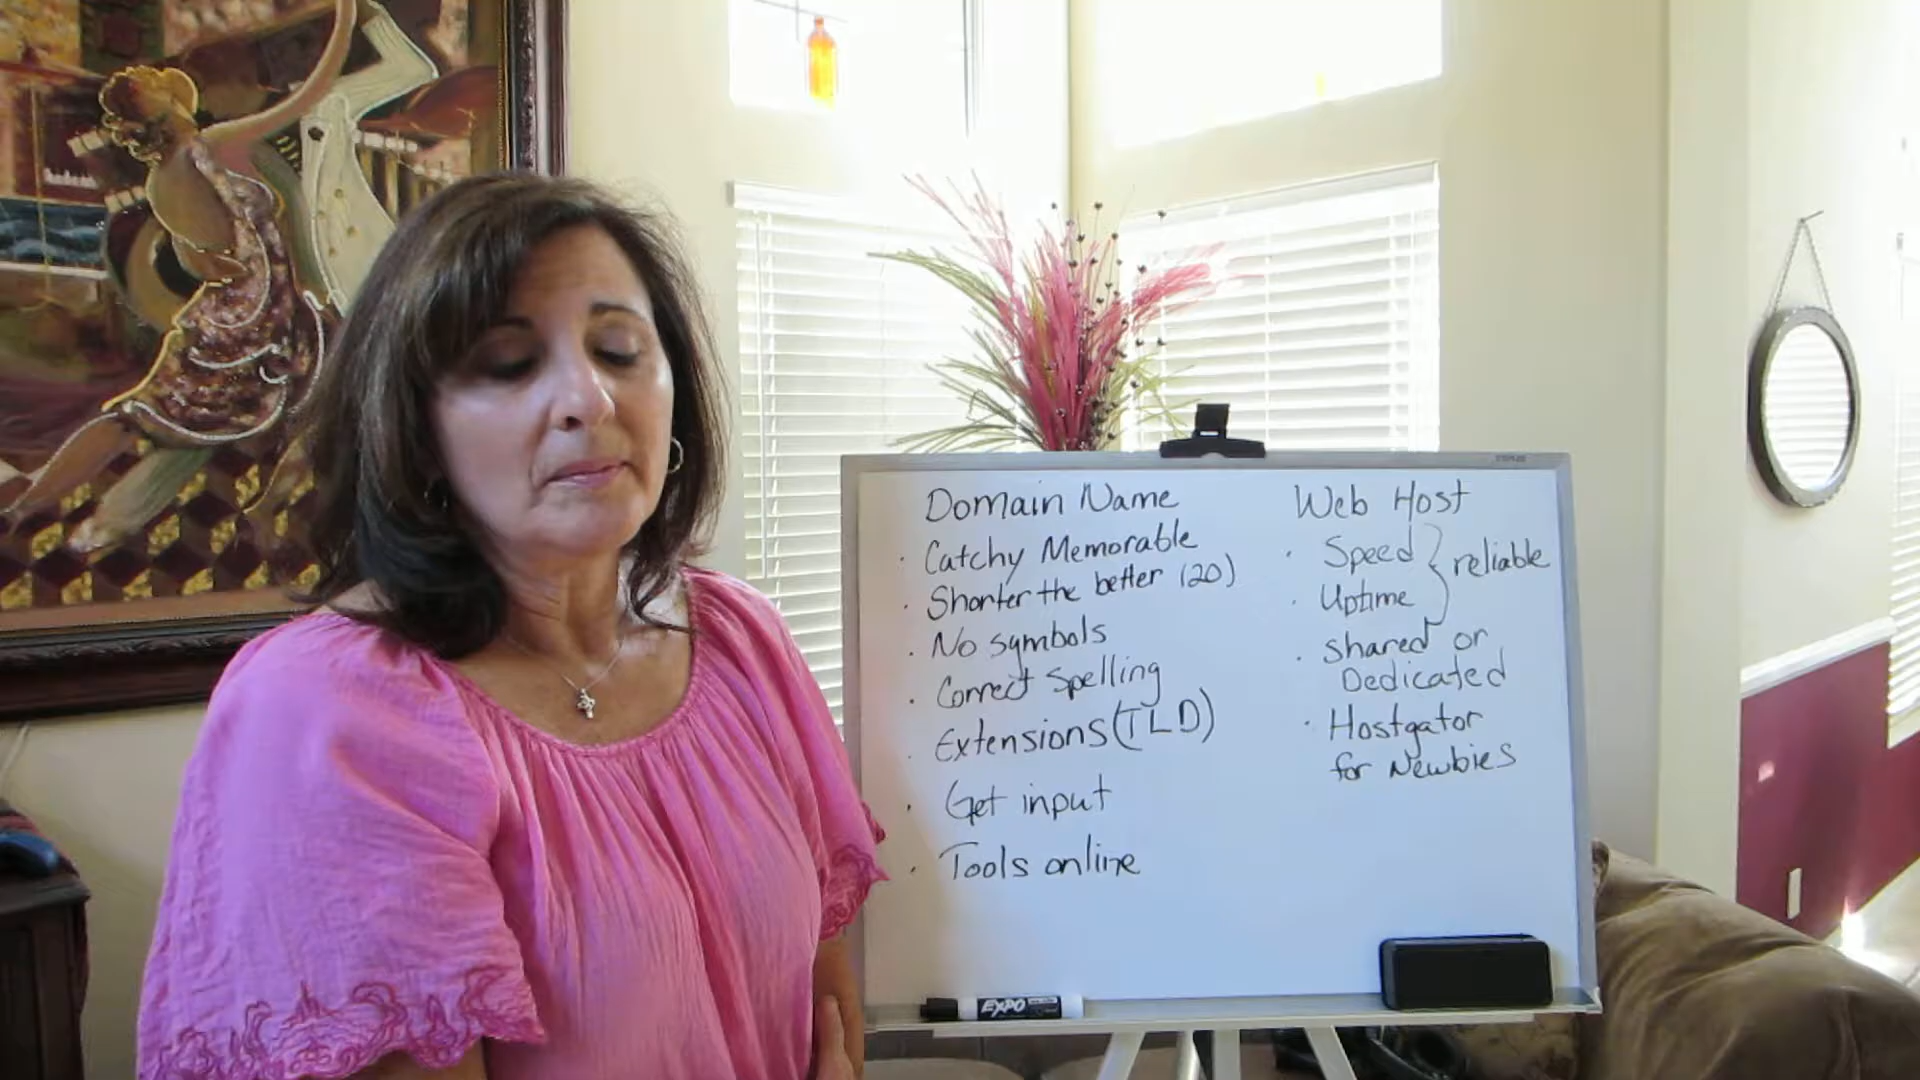 Domain Name
· Catchy Memorable
· Shorter the better (20)
· No symbols
· Correct Spelling
· Extensions (TLD)
· Get input
· Tools online
Web Host
· Speed } reliable
· Uptime
· Shared or
Dedicated
· Hostgator
for Newbies
EXPO